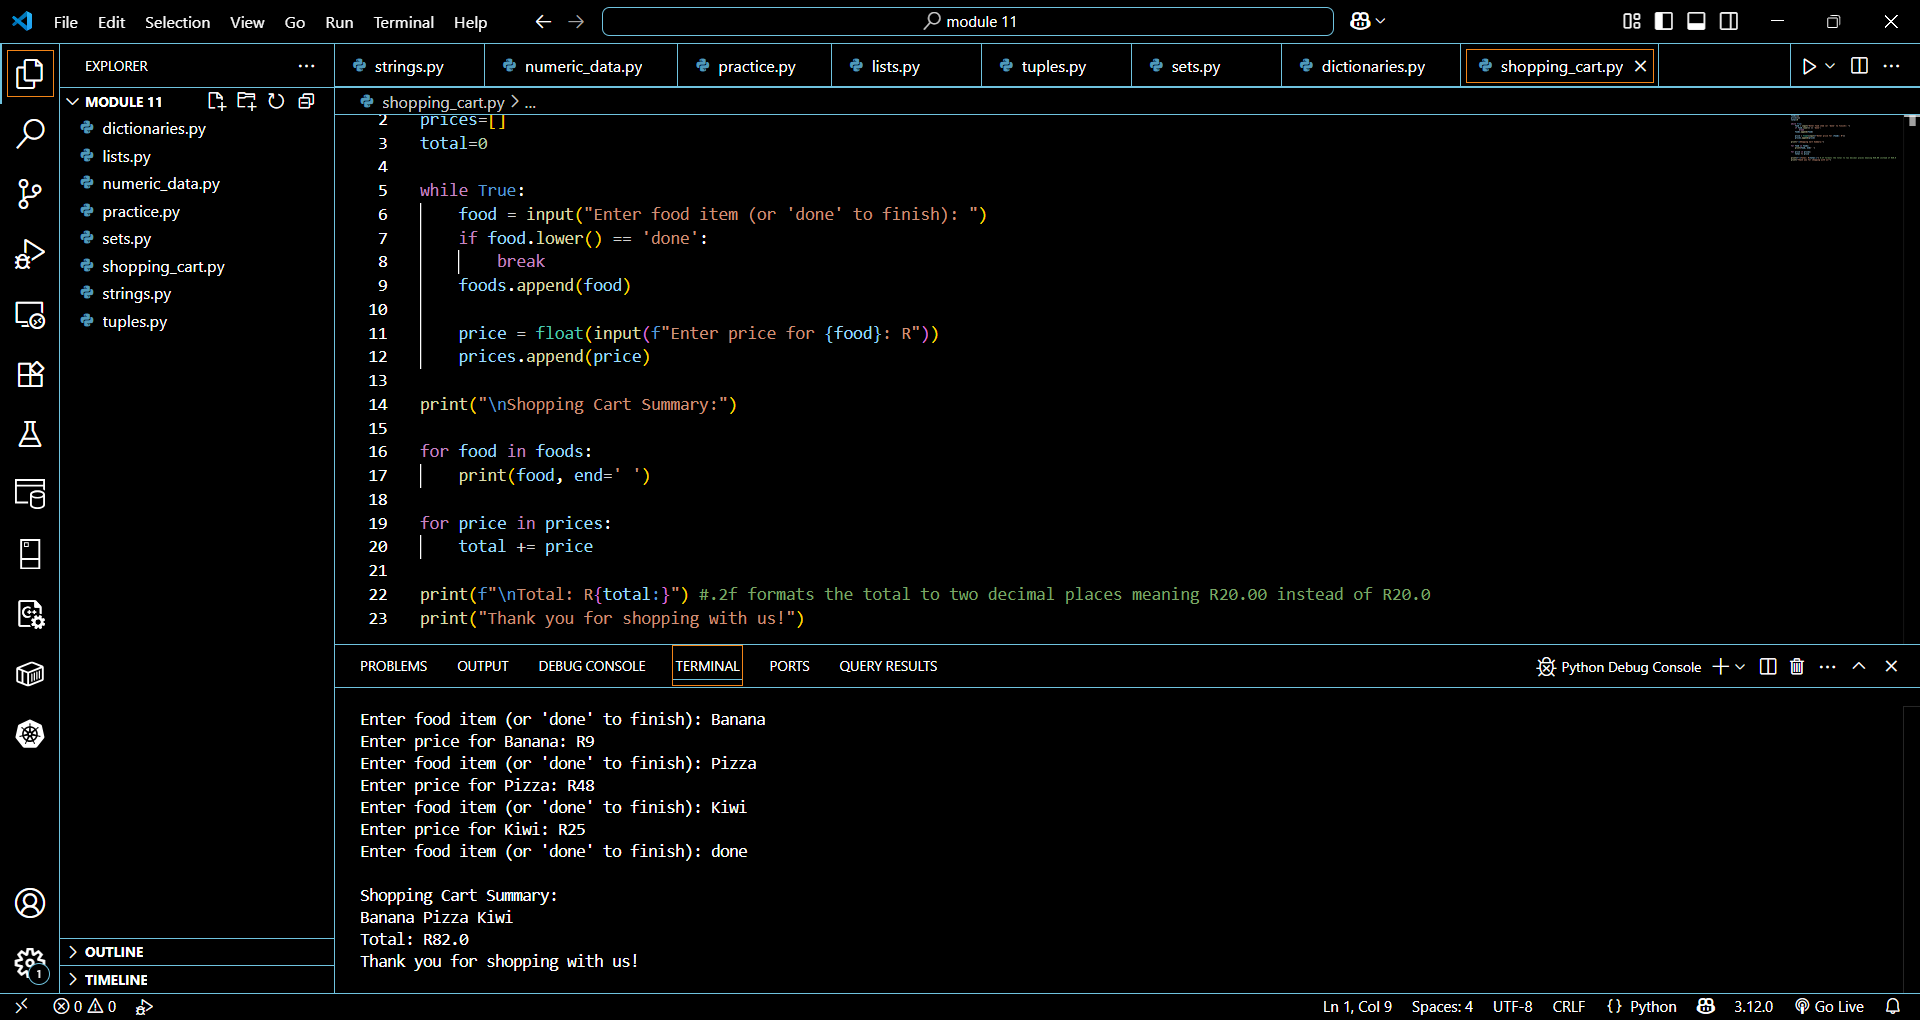 File Edit Selection View Go Run Terminal Help
module 11
EXPLORER
MODULE 11
dictionaries.py
lists.py
numeric_data.py
practice.py
sets.py
shopping_cart.py
strings.py
tuples.py
OUTLINE
TIMELINE
strings.py numeric_data.py practice.py lists.py tuples.py sets.py dictionaries.py shopping_cart.py
shopping_cart.py > ...
2 prices=[]
3 total=0
4
5 while True:
6     food = input("Enter food item (or 'done' to finish): ")
7     if food.lower() == 'done':
8         break
9     foods.append(food)
10
11     price = float(input(f"Enter price for {food}: R"))
12     prices.append(price)
13
14 print("\nShopping Cart Summary:")
15
16 for food in foods:
17     print(food, end=' ')
18
19 for price in prices:
20     total += price
21
22 print(f"\nTotal: R{total:}") #.2f formats the total to two decimal places meaning R20.00 instead of R20.0
23 print("Thank you for shopping with us!")
PROBLEMS OUTPUT DEBUG CONSOLE TERMINAL PORTS QUERY RESULTS
Python Debug Console
Enter food item (or 'done' to finish): Banana
Enter price for Banana: R9
Enter food item (or 'done' to finish): Pizza
Enter price for Pizza: R48
Enter food item (or 'done' to finish): Kiwi
Enter price for Kiwi: R25
Enter food item (or 'done' to finish): done
Shopping Cart Summary:
Banana Pizza Kiwi
Total: R82.0
Thank you for shopping with us!
1
0 0
Ln 1, Col 9 Spaces: 4 UTF-8 CRLF {} Python 3.12.0 Go Live